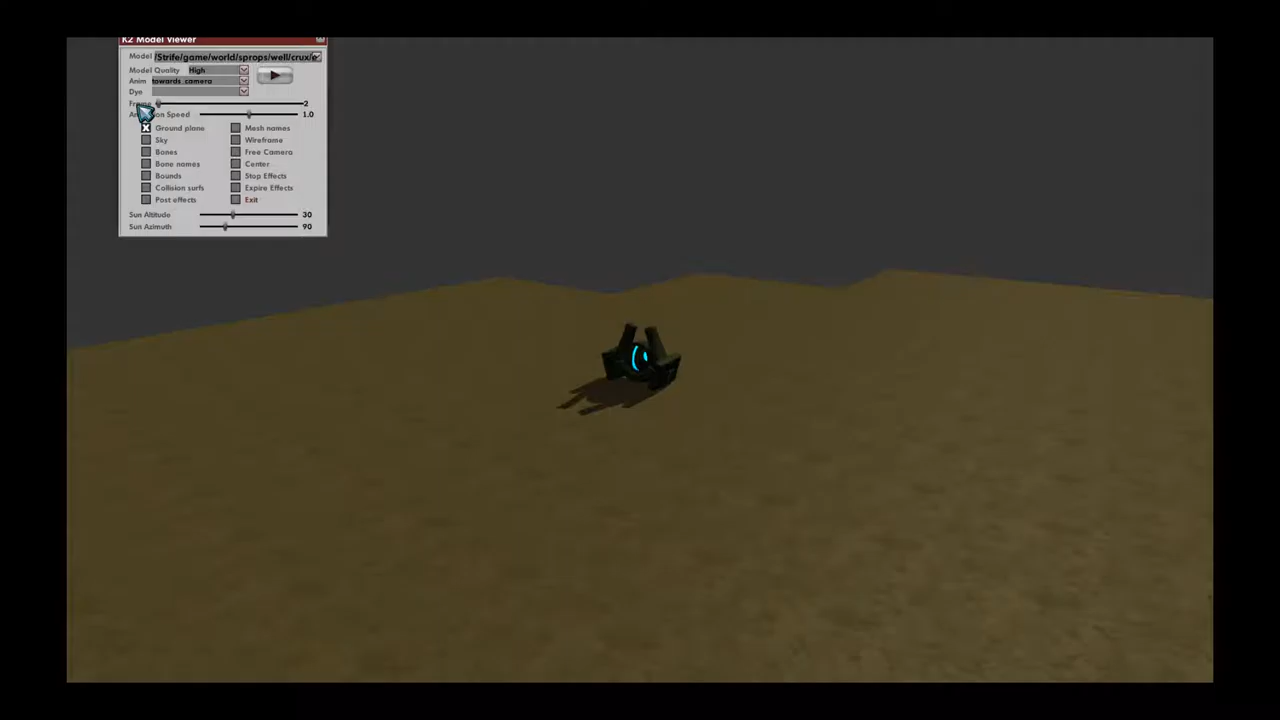 K2 Model Viewer
Model /Strife/game/world/sprops/well/crux/
Model Quality High
Anim towards_camera
Dye
Frame 2
Animation Speed 1.0
X Ground plane Mesh names
Sky Wireframe
Bones Free Camera
Bone names Center
Bounds Stop Effects
Collision surfs Expire Effects
Post effects Exit
Sun Altitude 30
Sun Azimuth 90